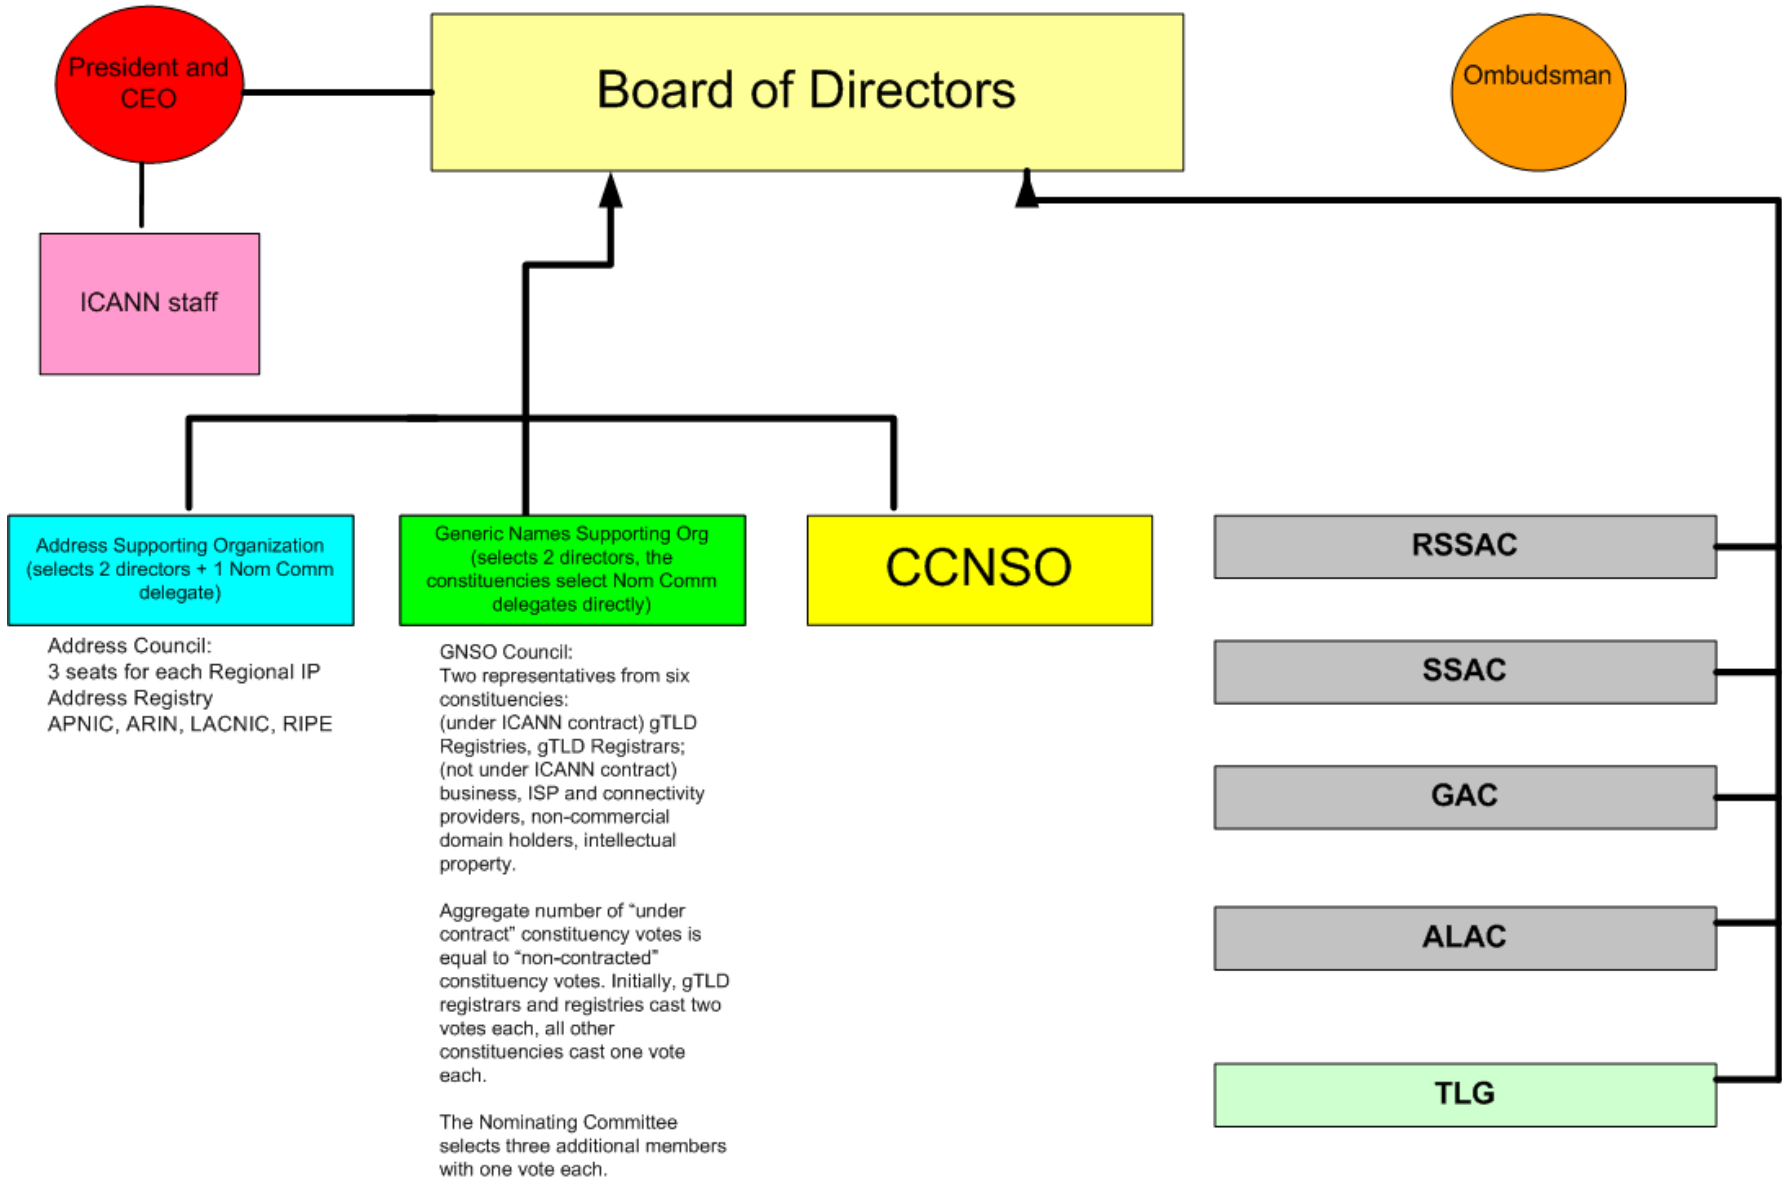 President and
CEO
Board of Directors
Ombudsman
ICANN staff
Address Supporting Organization
(selects 2 directors + 1 Nom Comm
delegate)
Generic Names Supporting Org
(selects 2 directors, the
constituencies select Nom Comm
delegates directly)
CCNSO
RSSAC
SSAC
GAC
ALAC
TLG
Address Council:
3 seats for each Regional IP
Address Registry
APNIC, ARIN, LACNIC, RIPE
GNSO Council:
Two representatives from six
constituencies:
(under ICANN contract) gTLD
Registries, gTLD Registrars;
(not under ICANN contract)
business, ISP and connectivity
providers, non-commercial
domain holders, intellectual
property.
Aggregate number of “under
contract” constituency votes is
equal to “non-contracted”
constituency votes. Initially, gTLD
registrars and registries cast two
votes each, all other
constituencies cast one vote
each.
The Nominating Committee
selects three additional members
with one vote each.